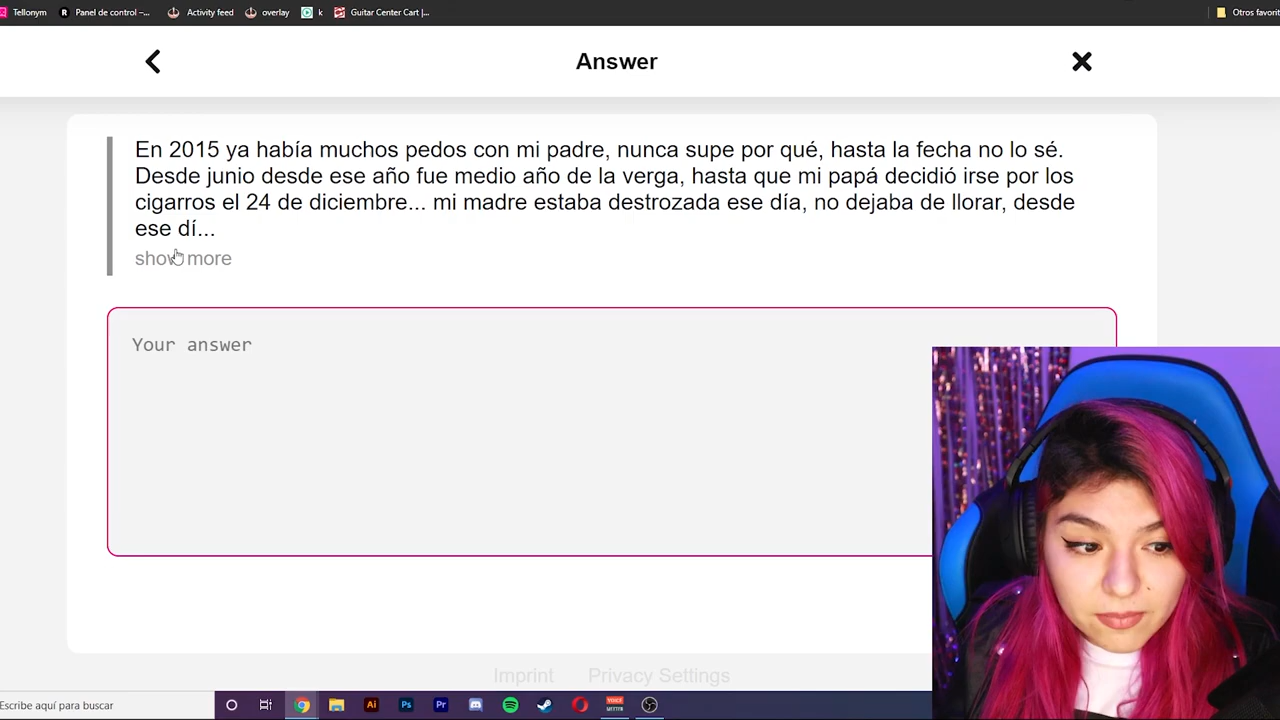 Tellonym
Panel de control –...
Activity feed
overlay
k
Guitar Center Cart |...
Otros favorit
Answer
En 2015 ya había muchos pedos con mi padre, nunca supe por qué, hasta la fecha no lo sé.
Desde junio desde ese año fue medio año de la verga, hasta que mi papá decidió irse por los
cigarros el 24 de diciembre... mi madre estaba destrozada ese día, no dejaba de llorar, desde
ese dí...
show more
Your answer
Imprint
Privacy Settings
Escribe aquí para buscar
Ai
Ps
Pr